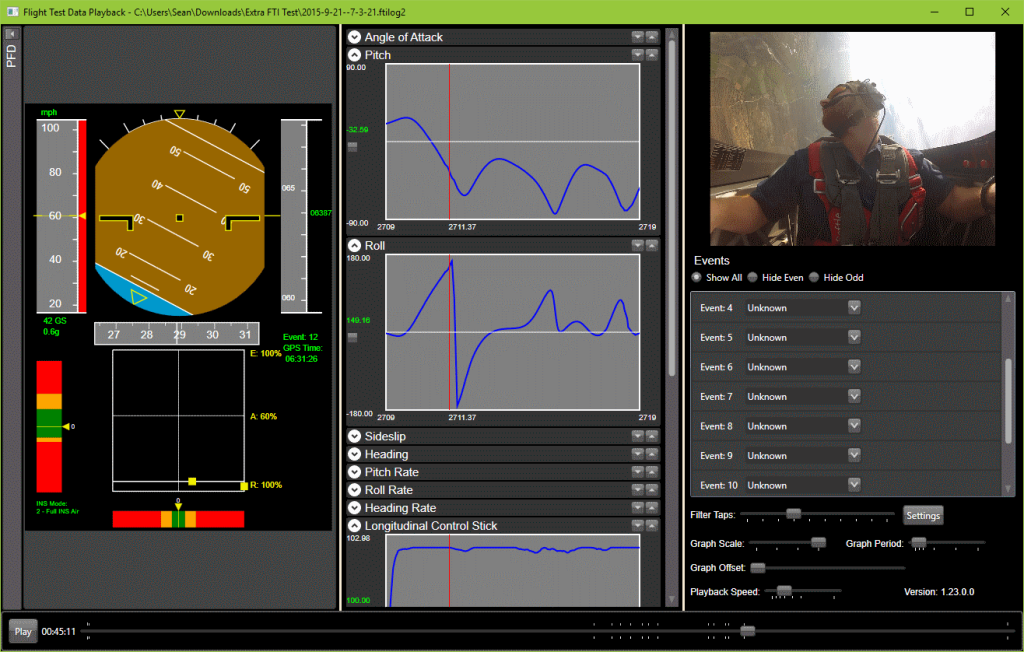 Flight Test Data Playback - C:\Users\Sean\Downloads\Extra FTI Test\2015-9-21--7-3-21.ftilog2
PFD
mph
100
80
60
40
20
50
50
40
40
30
30
20
20
065
06387
060
42 GS
0.6g
27 28 29 30 31
Event: 12
GPS Time:
06:31:26
E: 100%
A: 60%
R: 100%
0
0
INS Mode:
2 - Full INS Air
Angle of Attack
Pitch
90.00
-32.59
-90.00
2709 2711.37 2719
Roll
180.00
149.16
-180.00
2709 2711.37 2719
Sideslip
Heading
Pitch Rate
Roll Rate
Heading Rate
Longitudinal Control Stick
102.98
100.00
Events
Show All Hide Even Hide Odd
Event: 4 Unknown
Event: 5 Unknown
Event: 6 Unknown
Event: 7 Unknown
Event: 8 Unknown
Event: 9 Unknown
Event: 10 Unknown
Filter Taps: Settings
Graph Scale: Graph Period:
Graph Offset:
Playback Speed: Version: 1.23.0.0
Play 00:45:11